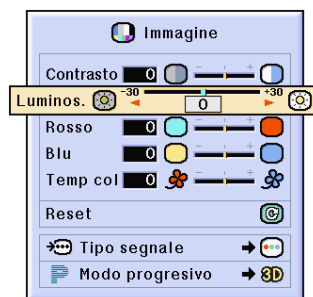 Immagine
Contrasto 0 - +
Luminos. -30 0 +30
Rosso 0 - +
Blu 0 - +
Temp col 0 - +
Reset
Tipo segnale
P Modo progresivo 3D